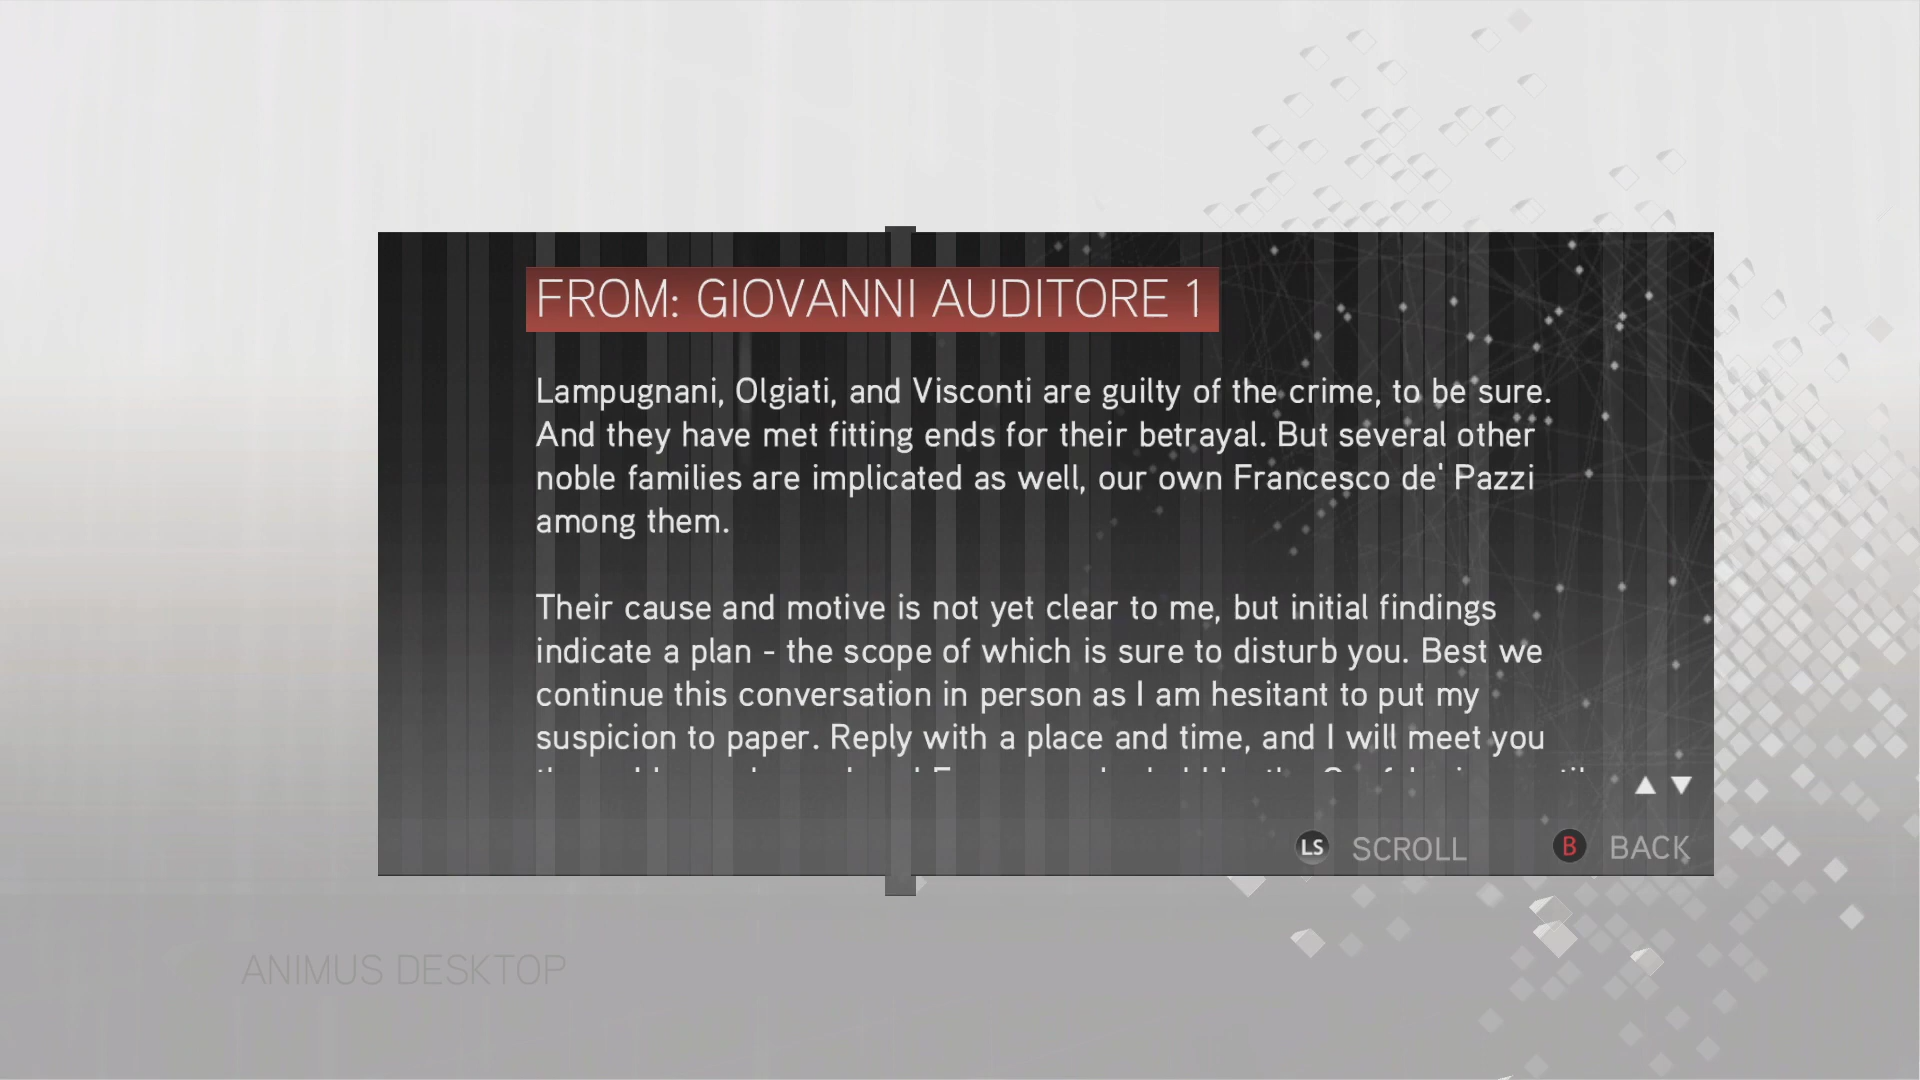 FROM: GIOVANNI AUDITORE 1
Lampugnani, Olgiati, and Visconti are guilty of the crime, to be sure.
And they have met fitting ends for their betrayal. But several other
noble families are implicated as well, our own Francesco de' Pazzi
among them.
Their cause and motive is not yet clear to me, but initial findings
indicate a plan - the scope of which is sure to disturb you. Best we
continue this conversation in person as I am hesitant to put my
suspicion to paper. Reply with a place and time, and I will meet you
LS SCROLL B BACK
ANIMUS DESKTOP